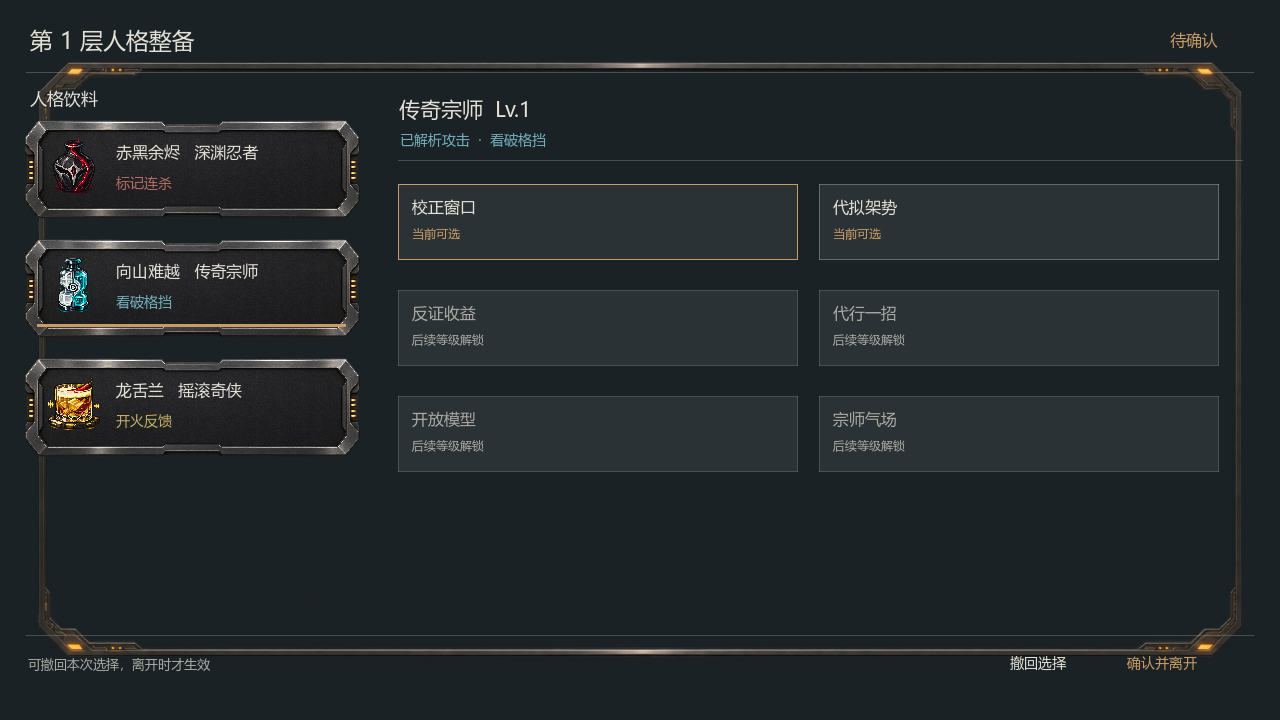 第 1 层人格整备
待确认
人格饮料
赤黑余烬 深渊忍者
标记连杀
向山难越 传奇宗师
看破格挡
龙舌兰 摇滚奇侠
开火反馈
传奇宗师 Lv.1
已解析攻击 · 看破格挡
校正窗口
当前可选
代拟架势
当前可选
反证收益
后续等级解锁
代行一招
后续等级解锁
开放模型
后续等级解锁
宗师气场
后续等级解锁
可撤回本次选择，离开时才生效
撤回选择
确认并离开